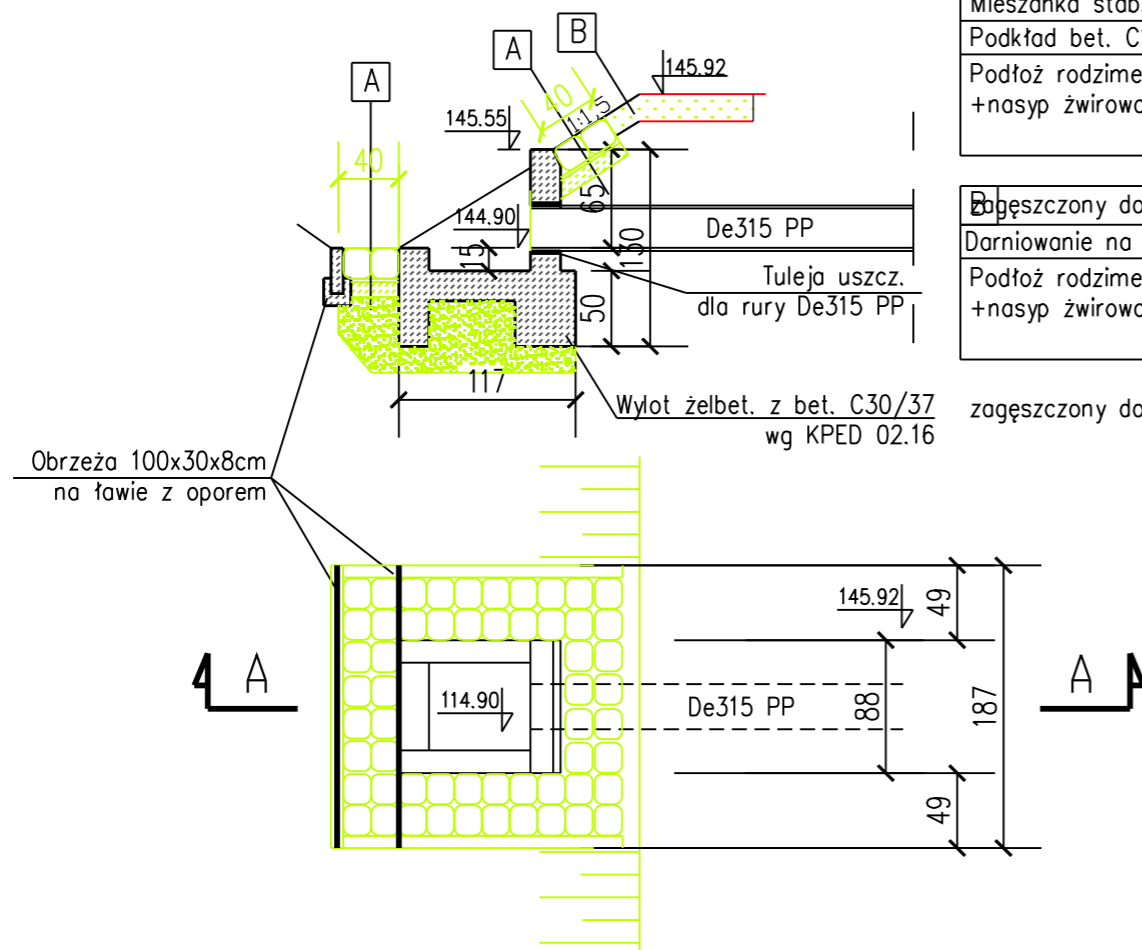 Mieszanka stab.
Podkład bet. C
Podłoż rodzime
+nasyp żwirowo
B
zagęszczony do
Darniowanie na
Podłoż rodzime
+nasyp żwirowo
zagęszczony do
A
A
B
40
40
1:1,5
145.92
145.55
144.90
15
65
130
50
117
De315 PP
Tuleja uszcz.
dla rury De315 PP
Wylot żelbet. z bet. C30/37
wg KPED 02.16
Obrzeża 100x30x8cm
na ławie z oporem
145.92
49
A
114.90
De315 PP
88
187
A
49